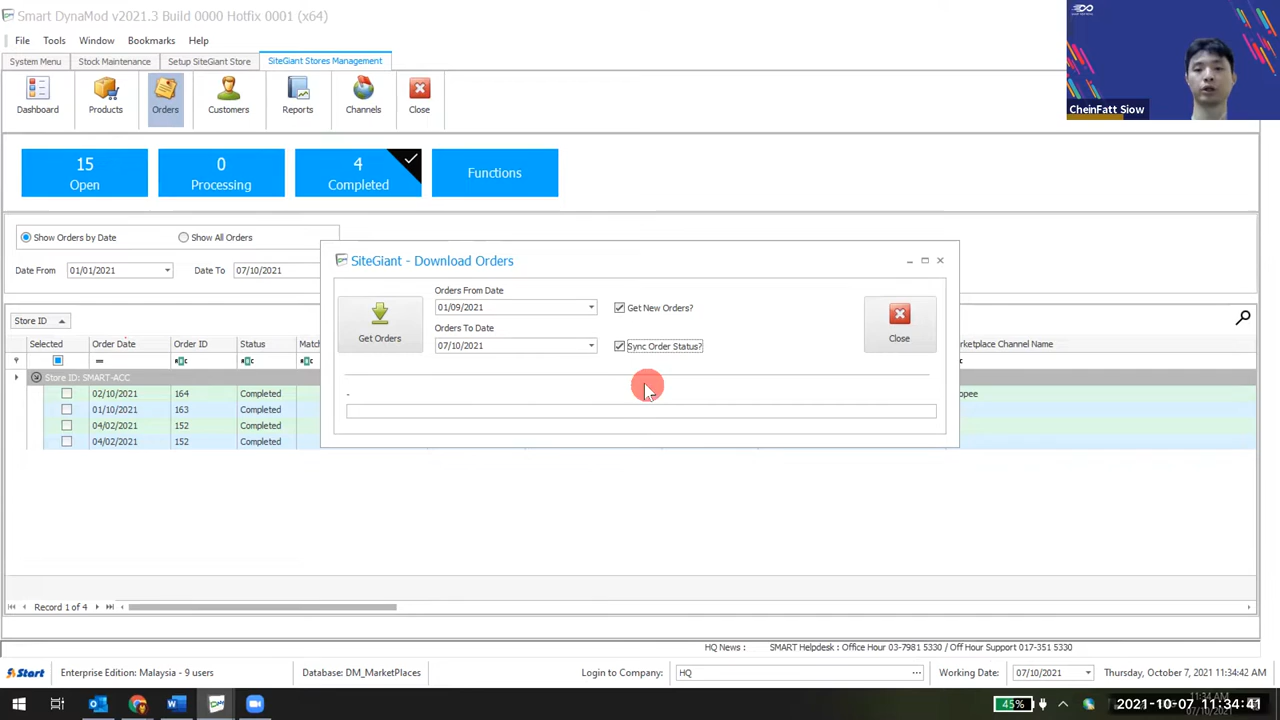 Smart DynaMod v2021.3 Build 0000 Hotfix 0001 (x64)
File Tools Window Bookmarks Help
System Menu Stock Maintenance Setup SiteGiant Store SiteGiant Stores Management
Dashboard Products Orders Customers Reports Channels Close
CheinFatt Siow
15 Open
0 Processing
4 Completed
Functions
Show Orders by Date Show All Orders
Date From 01/01/2021 Date To 07/10/2021
SiteGiant - Download Orders
Orders From Date
01/09/2021 Get New Orders?
Get Orders
Orders To Date
07/10/2021 Sync Order Status?
Close
-
Store ID
Selected Order Date Order ID Status Match
arketplace Channel Name
Store ID: SMART-ACC
02/10/2021 164 Completed
opee
01/10/2021 163 Completed
04/02/2021 152 Completed
04/02/2021 152 Completed
Record 1 of 4
HQ News : SMART Helpdesk : Office Hour 03-7981 5330 / Off Hour Support 017-351 5330
Start Enterprise Edition: Malaysia - 9 users Database: DM_MarketPlaces Login to Company: HQ Working Date: 07/10/2021 Thursday, October 7, 2021 11:34:42 AM
45% 2021-10-07 11:34:41